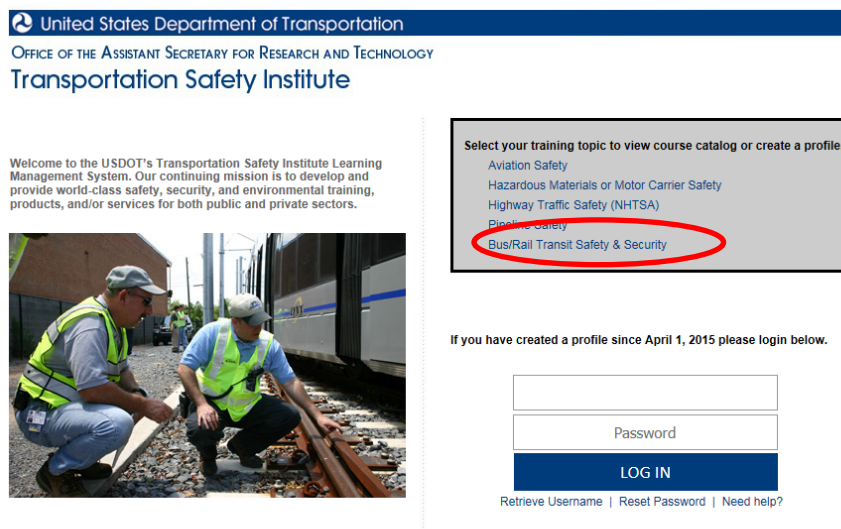 United States Department of Transportation
OFFICE OF THE ASSISTANT SECRETARY FOR RESEARCH AND TECHNOLOGY
Transportation Safety Institute
Welcome to the USDOT's Transportation Safety Institute Learning
Management System. Our continuing mission is to develop and
provide world-class safety, security, and environmental training,
products, and/or services for both public and private sectors.
Select your training topic to view course catalog or create a profile
Aviation Safety
Hazardous Materials or Motor Carrier Safety
Highway Traffic Safety (NHTSA)
Pipeline Safety
Bus/Rail Transit Safety & Security
If you have created a profile since April 1, 2015 please login below.
Password
LOG IN
Retrieve Username | Reset Password | Need help?